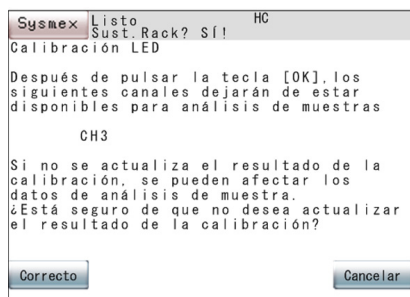 Sysmex Listo HC
Sust.Rack? SÍ!
Calibración LED
Después de pulsar la tecla [OK],los
siguientes canales dejarán de estar
disponibles para análisis de muestras
CH3
Si no se actualiza el resultado de la
calibración, se pueden afectar los
datos de análisis de muestra.
¿Está seguro de que no desea actualizar
el resultado de la calibración?
Correcto Cancelar